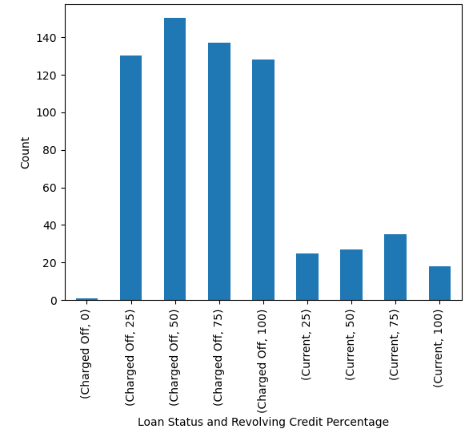 140
120
100
80
60
40
20
0
Count
(Charged Off, 0)
(Charged Off, 25)
(Charged Off, 50)
(Charged Off, 75)
(Charged Off, 100)
(Current, 25)
(Current, 50)
(Current, 75)
(Current, 100)
Loan Status and Revolving Credit Percentage